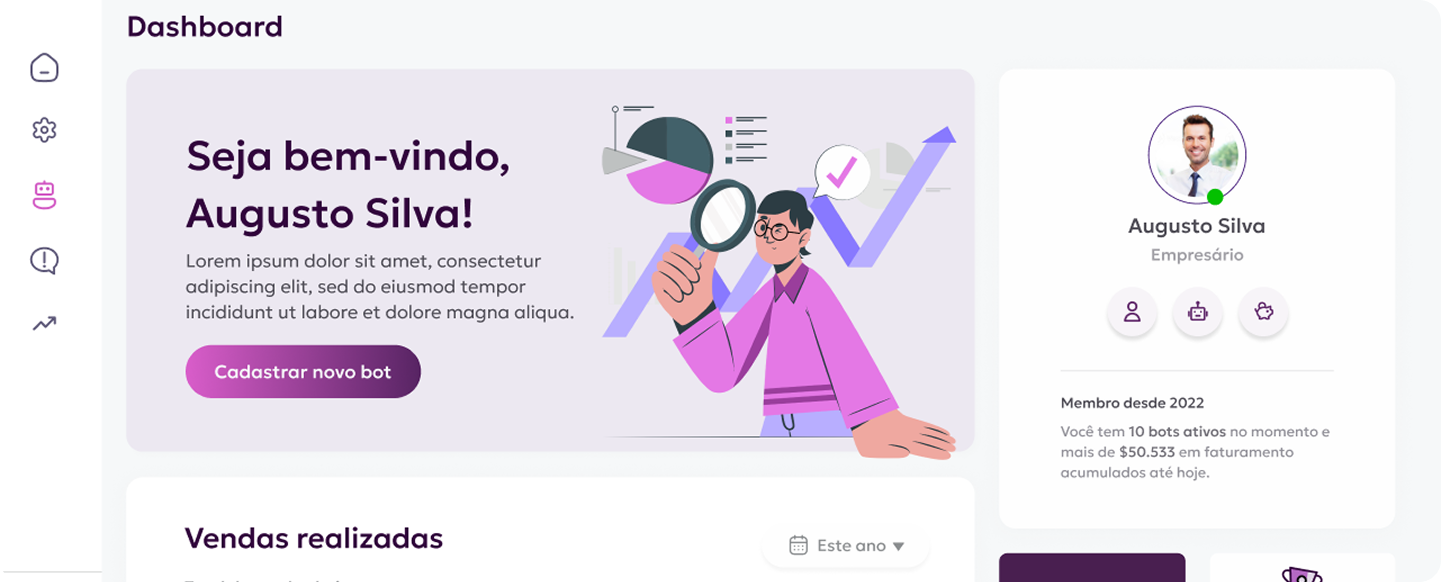 Dashboard
Seja bem-vindo,
Augusto Silva!
Lorem ipsum dolor sit amet, consectetur
adipiscing elit, sed do eiusmod tempor
incididunt ut labore et dolore magna aliqua.
Cadastrar novo bot
Augusto Silva
Empresário
Membro desde 2022
Você tem 10 bots ativos no momento e
mais de $50.533 em faturamento
acumulados até hoje.
Vendas realizadas
Este ano